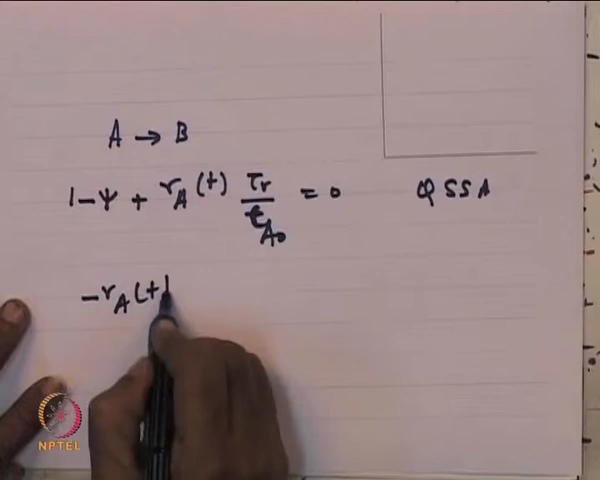 A → B
1 - ψ + r_A (t) τ_r / C_A0 = 0 QSSA
- r_A (t)
NPTEL